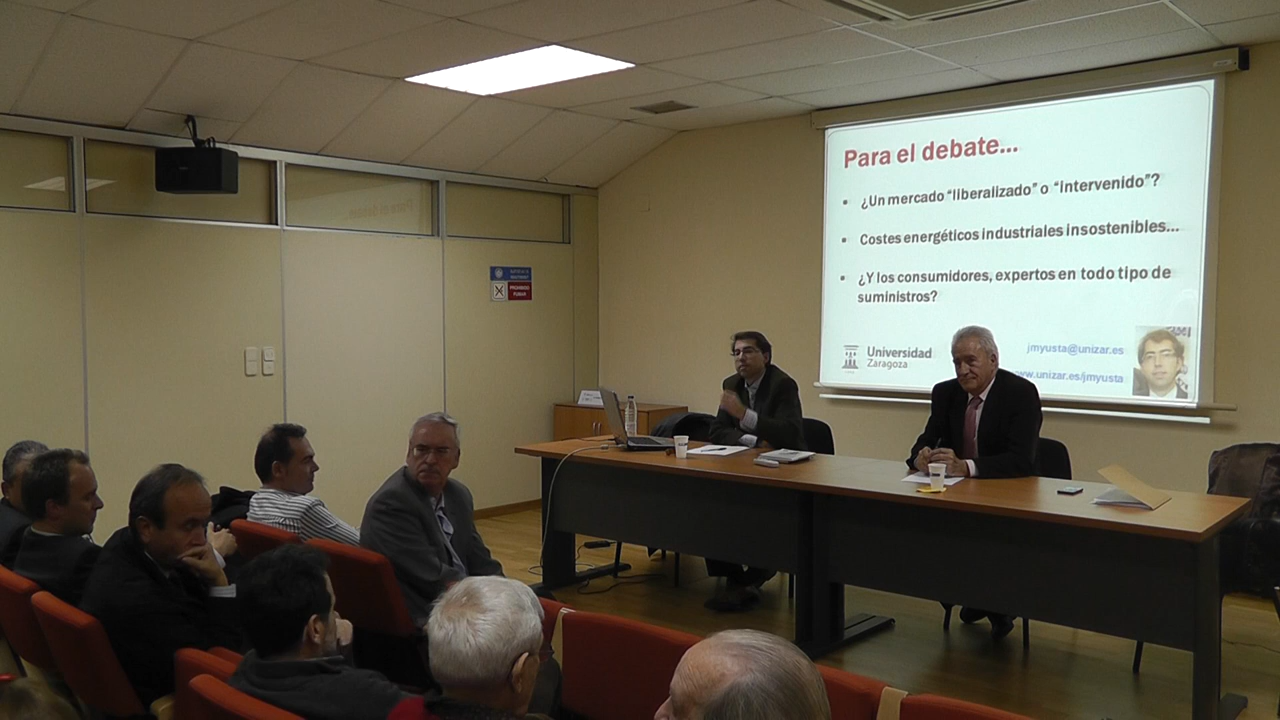 Para el debate...
▪ ¿Un mercado “liberalizado” o “intervenido”?
▪ Costes energéticos industriales insostenibles...
▪ ¿Y los consumidores, expertos en todo tipo de
suministros?
Universidad
Zaragoza
jmyusta@unizar.es
www.unizar.es/jmyusta
PROHIBIDO
FUMAR